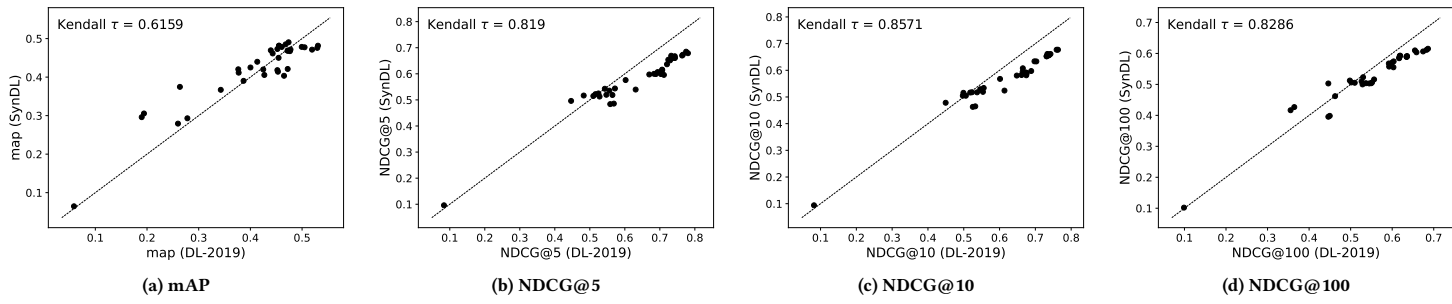 Kendall τ = 0.6159
0.5
0.4
0.3
0.2
0.1
map (SynDL)
0.1 0.2 0.3 0.4 0.5
map (DL-2019)
(a) mAP
Kendall τ = 0.819
0.8
0.7
0.6
0.5
0.4
0.3
0.2
0.1
NDCG@5 (SynDL)
0.1 0.2 0.3 0.4 0.5 0.6 0.7 0.8
NDCG@5 (DL-2019)
(b) NDCG@5
Kendall τ = 0.8571
0.8
0.7
0.6
0.5
0.4
0.3
0.2
0.1
NDCG@10 (SynDL)
0.1 0.2 0.3 0.4 0.5 0.6 0.7 0.8
NDCG@10 (DL-2019)
(c) NDCG@10
Kendall τ = 0.8286
0.7
0.6
0.5
0.4
0.3
0.2
0.1
NDCG@100 (SynDL)
0.1 0.2 0.3 0.4 0.5 0.6 0.7
NDCG@100 (DL-2019)
(d) NDCG@100